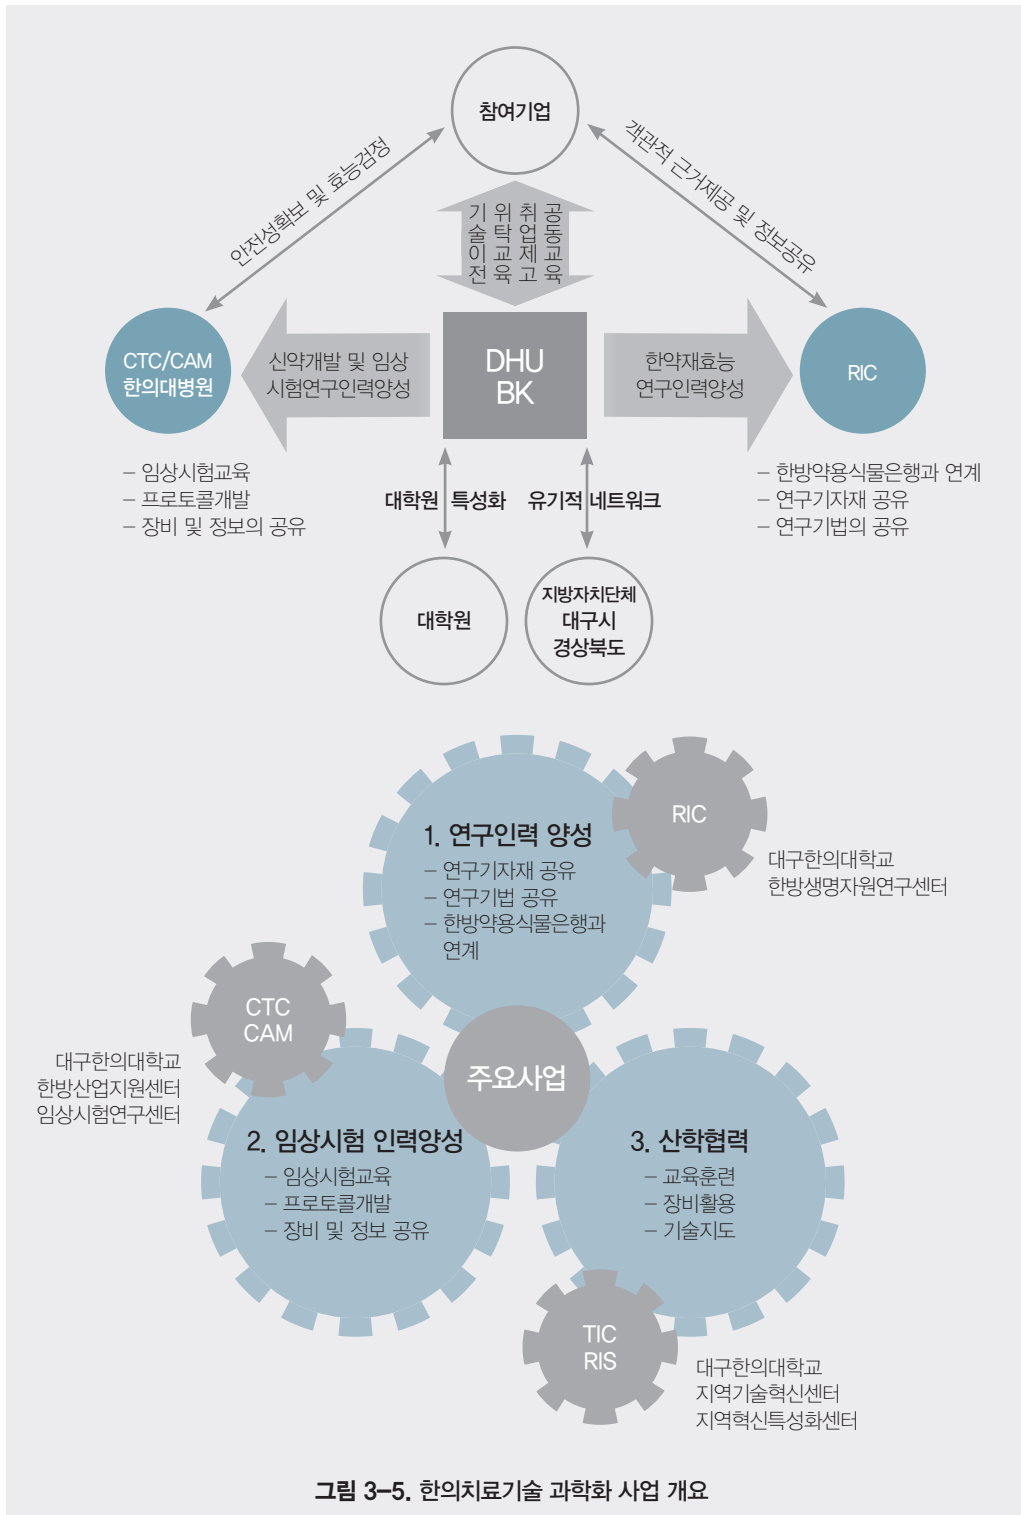 참여기업
안전성확보 및 효능검정
객관적 근거제공 및 정보공유
기술이전
위탁교육
취업제고
공동교육
CTC/CAM
한의대병원
신약개발 및 임상
시험연구인력양성
DHU
BK
한약재효능
연구인력양성
RIC
– 임상시험교육
– 프로토콜개발
– 장비 및 정보의 공유
– 한방약용식물은행과 연계
– 연구기자재 공유
– 연구기법의 공유
대학원 특성화
유기적 네트워크
대학원
지방자치단체
대구시
경상북도
1. 연구인력 양성
– 연구기자재 공유
– 연구기법 공유
– 한방약용식물은행과
연계
RIC
대구한의대학교
한방생명자원연구센터
CTC
CAM
대구한의대학교
한방산업지원센터
임상시험연구센터
주요사업
2. 임상시험 인력양성
– 임상시험교육
– 프로토콜개발
– 장비 및 정보 공유
3. 산학협력
– 교육훈련
– 장비활용
– 기술지도
TIC
RIS
대구한의대학교
지역기술혁신센터
지역혁신특성화센터
그림 3–5. 한의치료기술 과학화 사업 개요